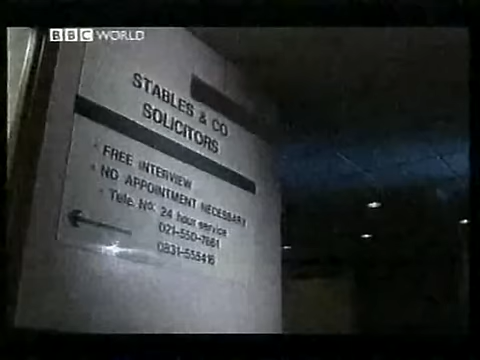 BBC WORLD
STABLES & CO
SOLICITORS
• FREE INTERVIEW
• NO APPOINTMENT NECESSARY
• Tele. No: 24 hour service
021-550-7661
0831-555416